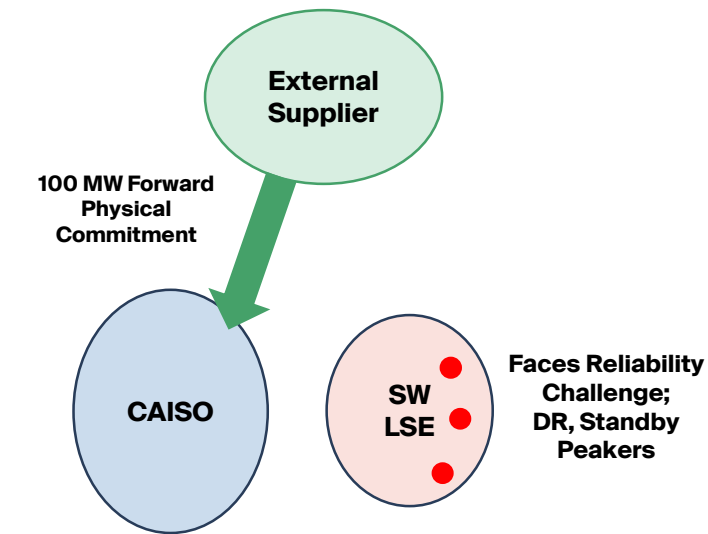 External
Supplier
100 MW Forward
Physical
Commitment
CAISO
SW
LSE
Faces Reliability
Challenge;
DR, Standby
Peakers